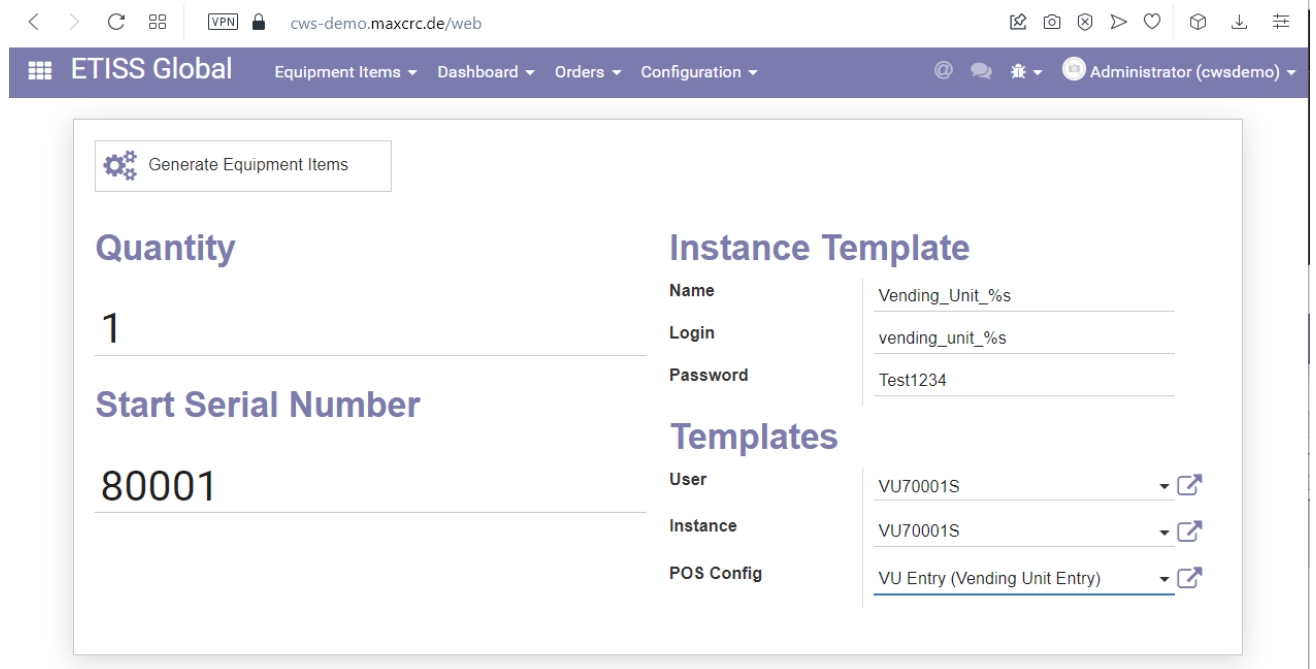 VPN cws-demo.maxcrc.de/web
ETISS Global Equipment Items Dashboard Orders Configuration @ Administrator (cwsdemo)
Generate Equipment Items
Quantity
1
Start Serial Number
80001
Instance Template
Name Vending_Unit_%s
Login vending_unit_%s
Password Test1234
Templates
User VU70001S
Instance VU70001S
POS Config VU Entry (Vending Unit Entry)